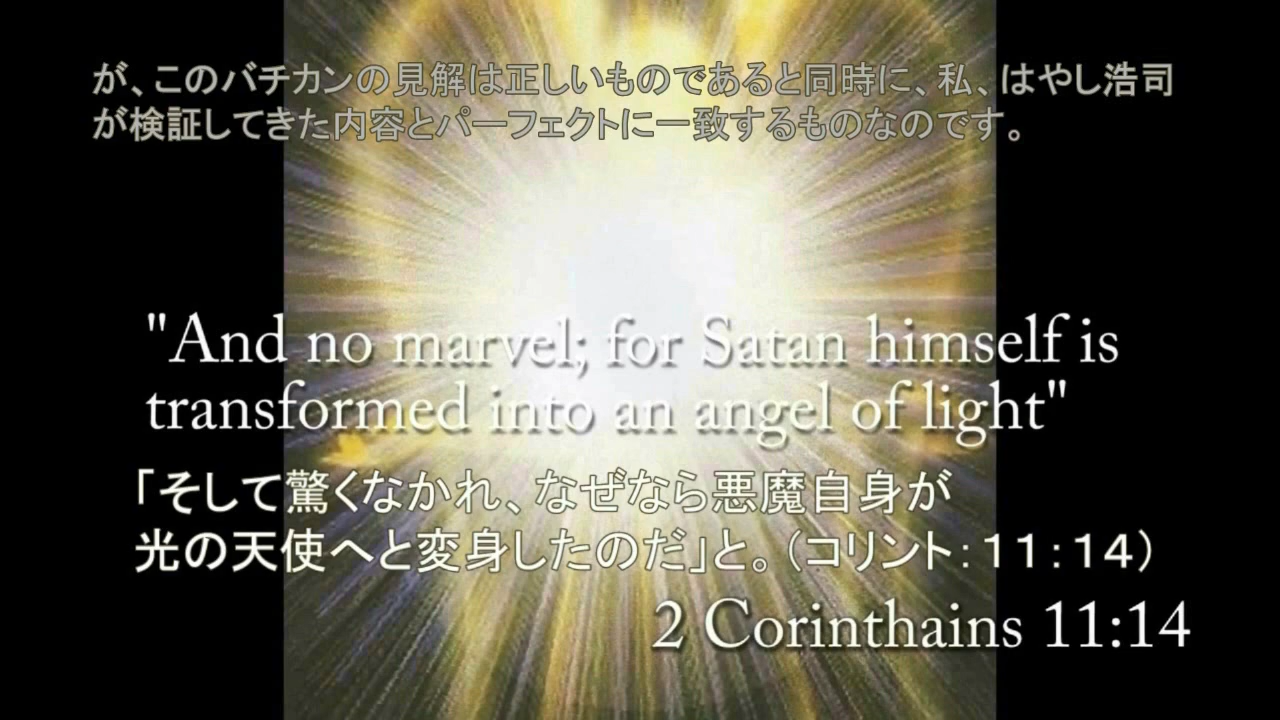 が、このバチカンの見解は正しいものであると同時に、私、はやし浩司
が検証してきた内容とパーフェクトに一致するものなのです。
"And no marvel; for Satan himself is
transformed into an angel of light"
「そして驚くなかれ、なぜなら悪魔自身が
光の天使へと変身したのだ」と。（コリント：１１：１４）
2 Corinthains 11:14